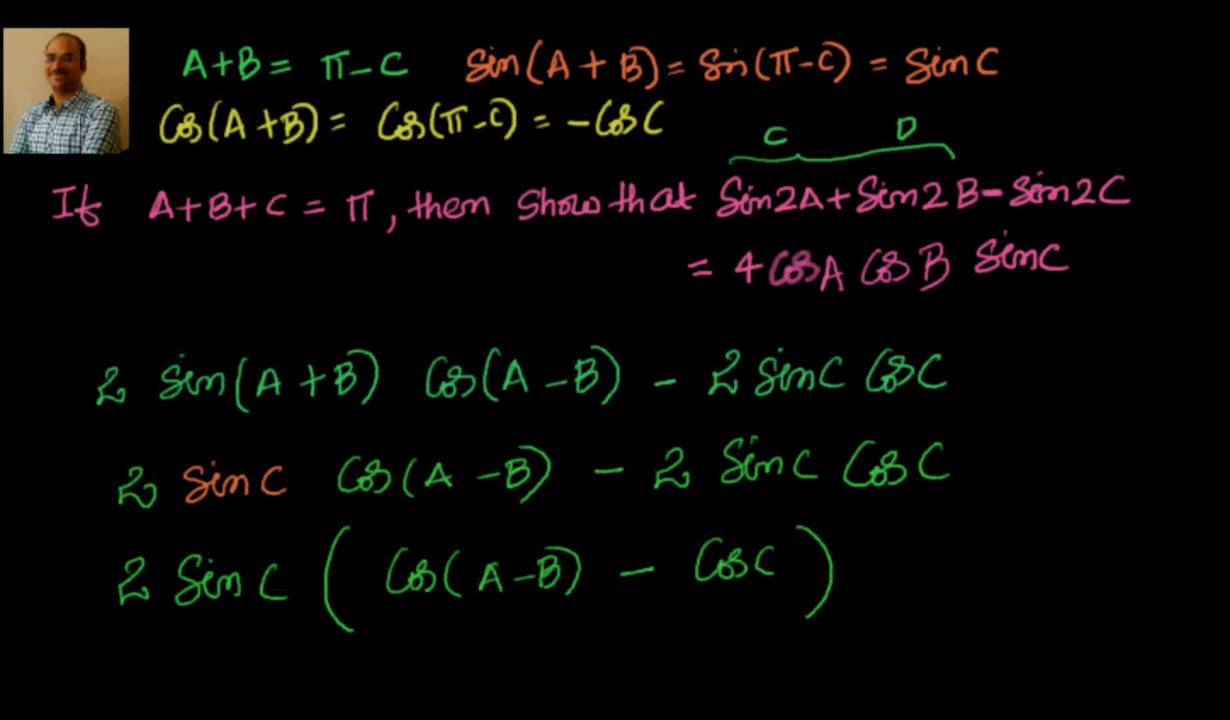 A+B = π-C Sin(A+B) = Sin(π-C) = Sin C
Cos(A+B) = Cos(π-C) = -Cos C
C D
If A+B+C = π, then Show that Sin2A+Sin2B-Sin2C
= 4 Cos A Cos B Sin C
2 Sin(A+B) Cos(A-B) - 2 Sin C Cos C
2 Sin C Cos(A-B) - 2 Sin C Cos C
2 Sin C ( Cos(A-B) - Cos C )